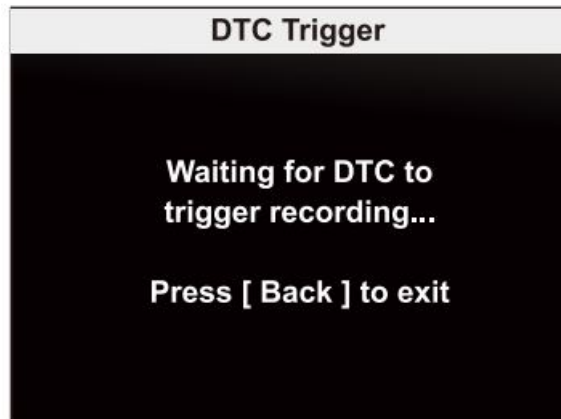 DTC Trigger
Waiting for DTC to
trigger recording...
Press [ Back ] to exit